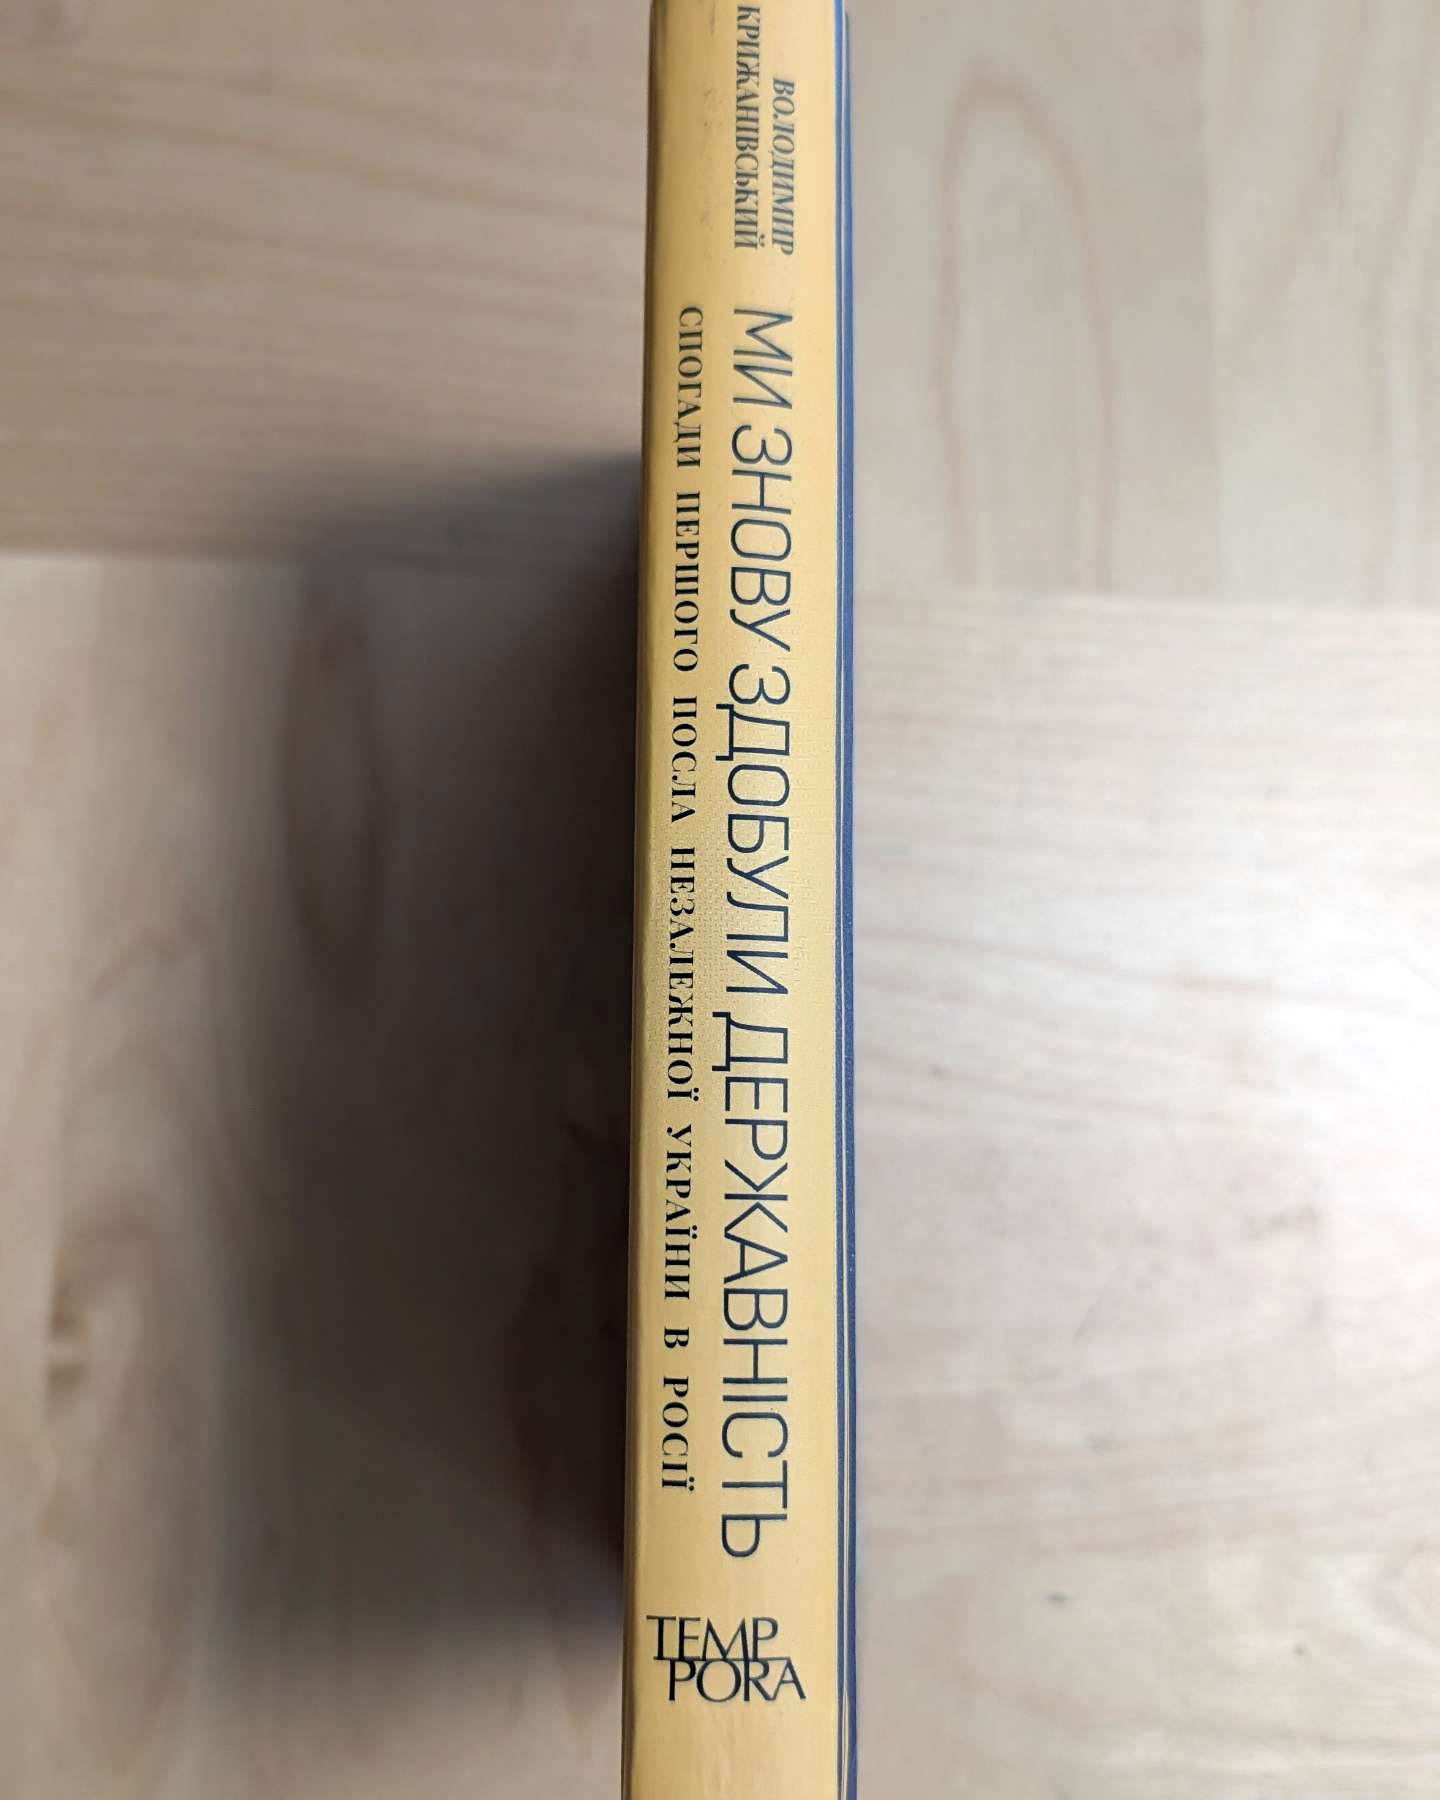 ВОЛОДИМИР
КРИЖАНІВСЬКИЙ
МИ ЗНОВУ ЗДОБУЛИ ДЕРЖАВНІСТЬ
СПОГАДИ ПЕРШОГО ПОСЛА НЕЗАЛЕЖНОЇ УКРАЇНИ В РОСІЇ
TEMP
PORA